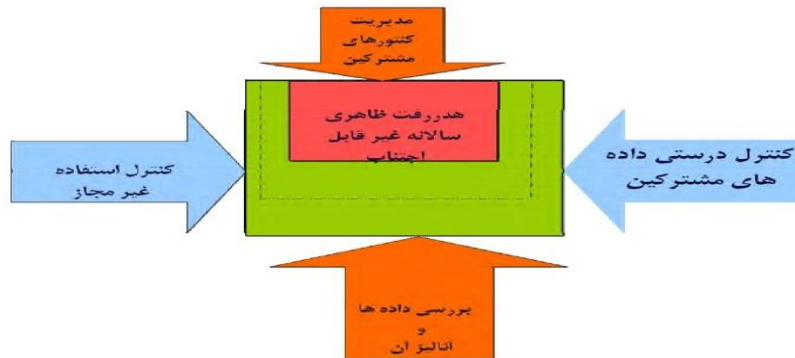 مدیریت
کنتورهای
مشترکین
هدررفت ظاهری
سالانه غیر قابل
اجتناب
کنترل درستی داده
های مشترکین
کنترل استفاده
غیر مجاز
بررسی داده ها
و
آنالیز آن